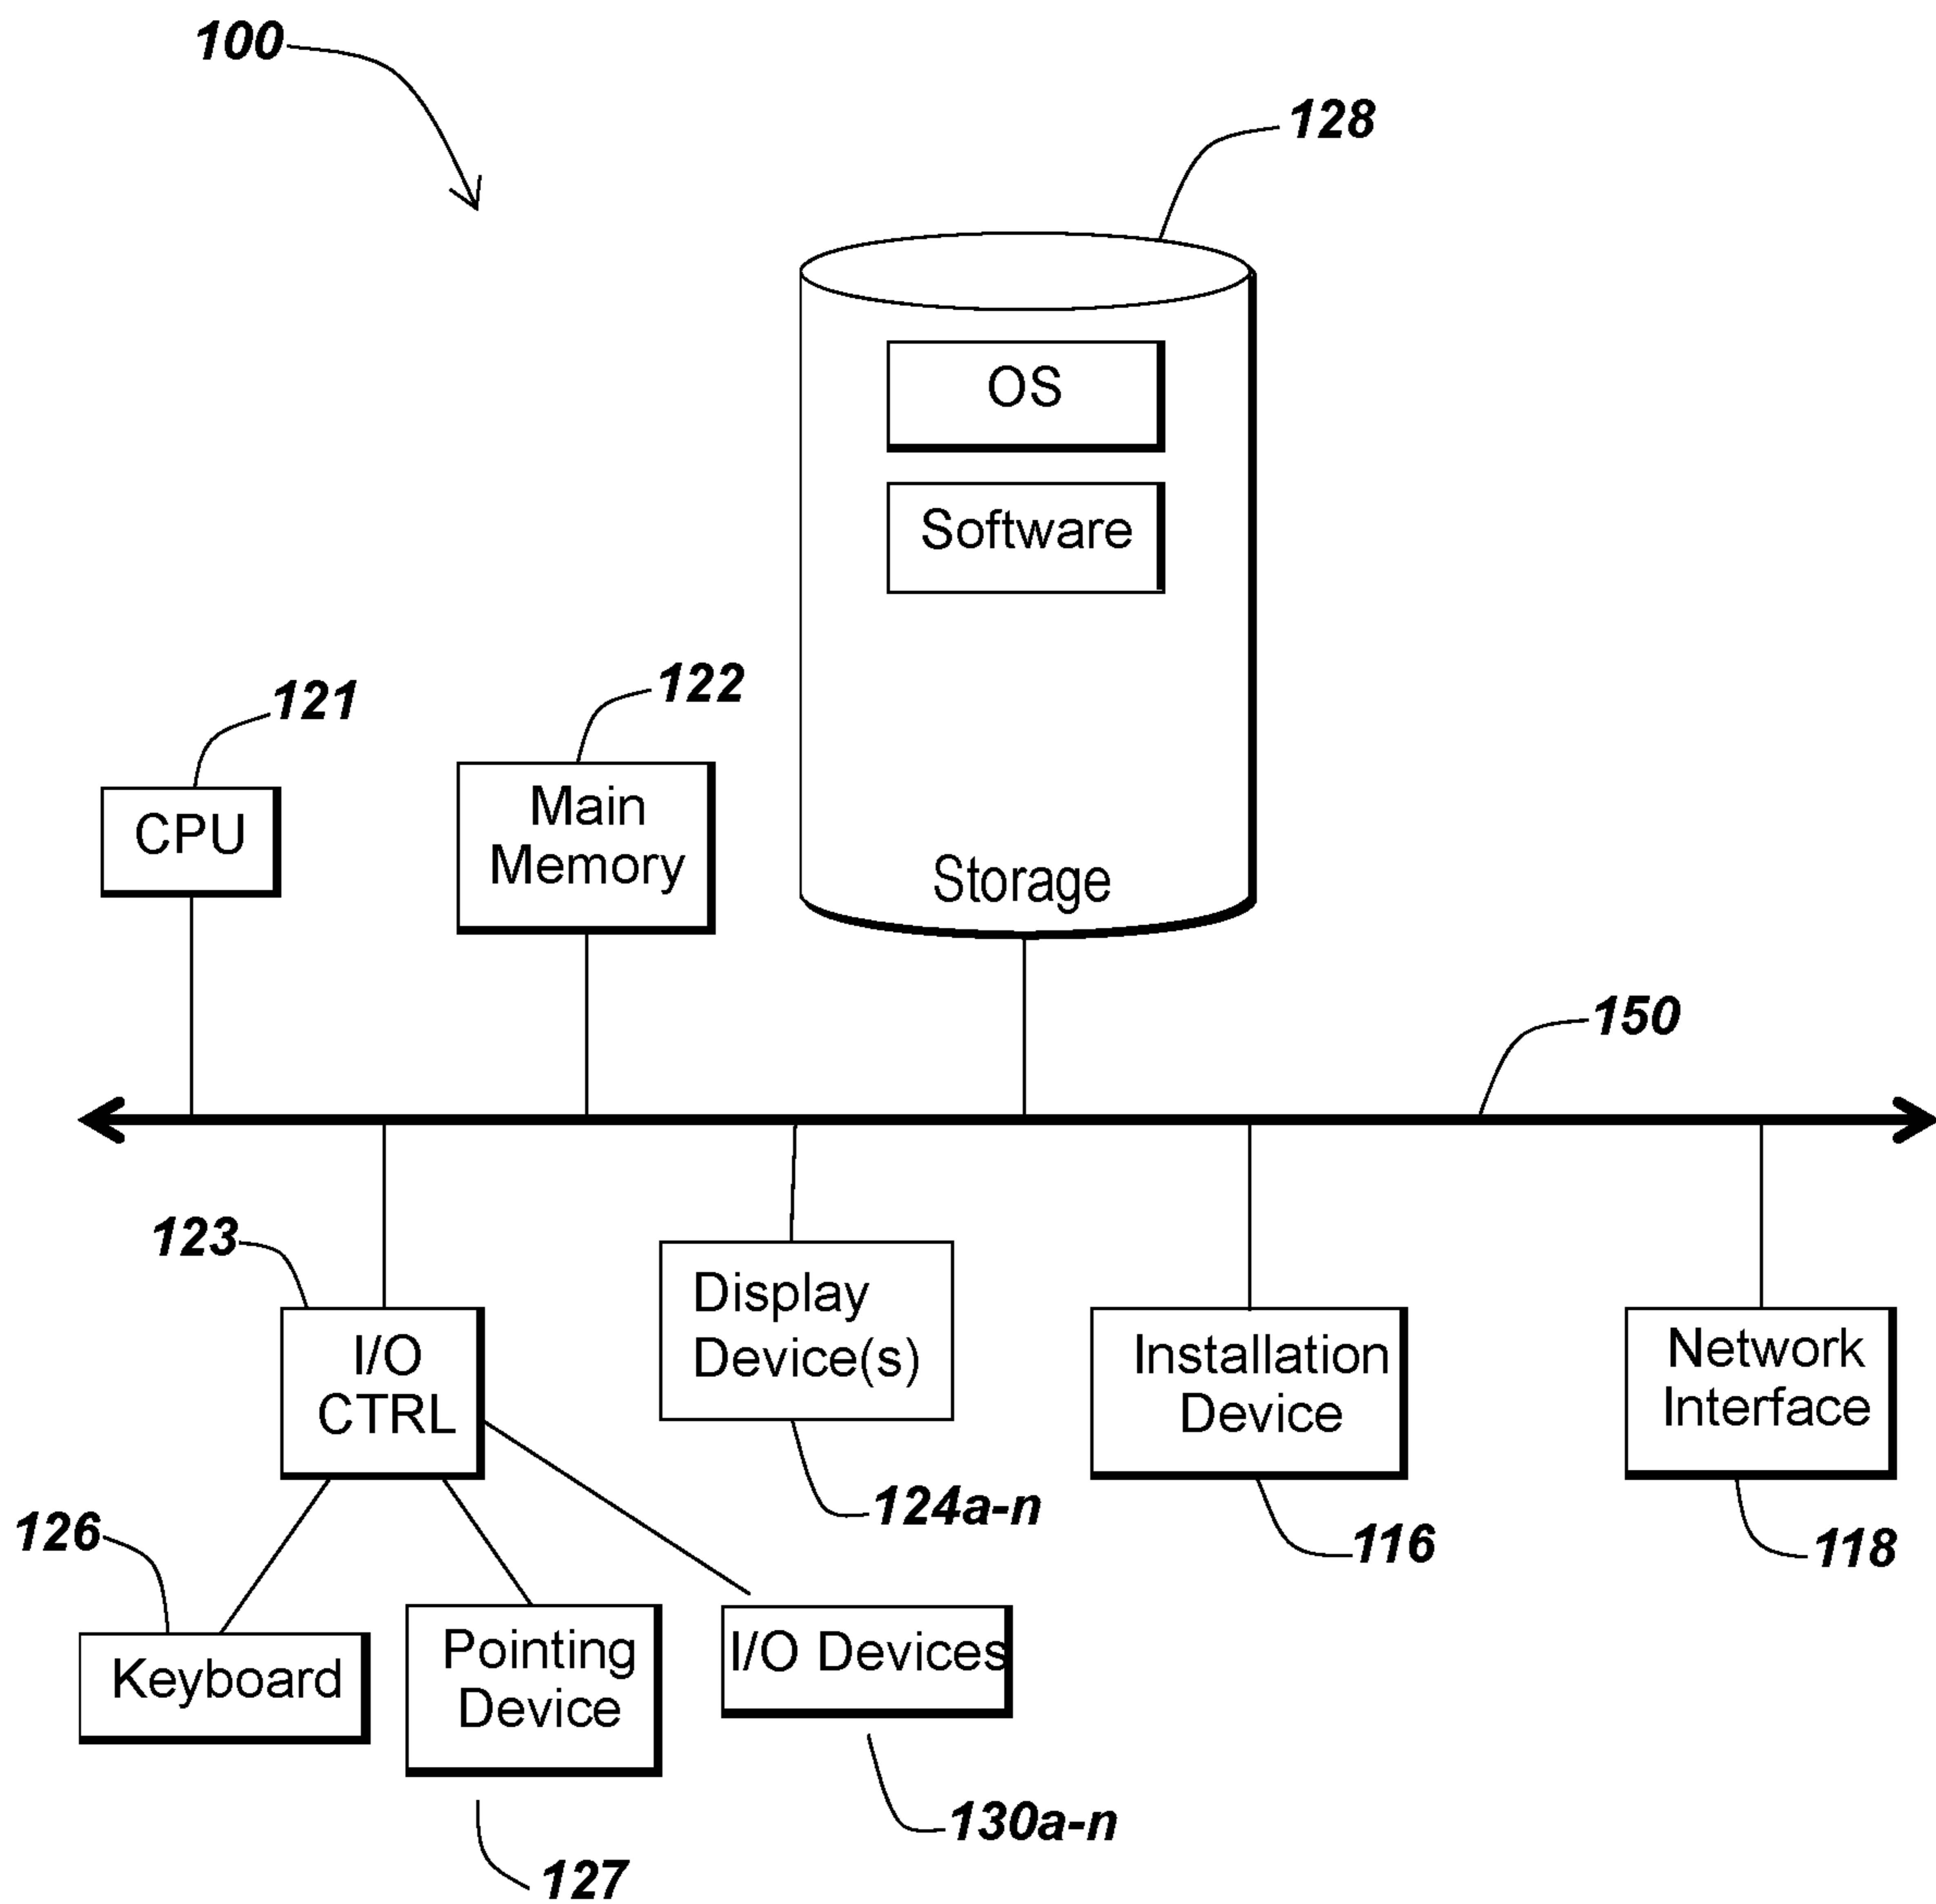 100
128
OS
Software
122
121
Main
Memory
CPU
Storage
150
123
Display
Device(s)
I/O
CTRL
Installation
Device
Network
Interface
124a-n
126
116
118
Keyboard
Pointing
Device
I/O Devices
130a-n
127